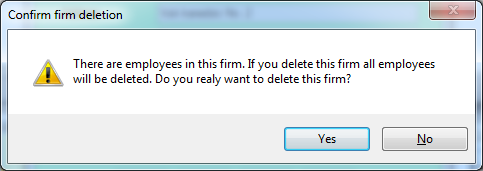 Confirm firm deletion
There are employees in this firm. If you delete this firm all employees
will be deleted. Do you realy want to delete this firm?
Yes
No